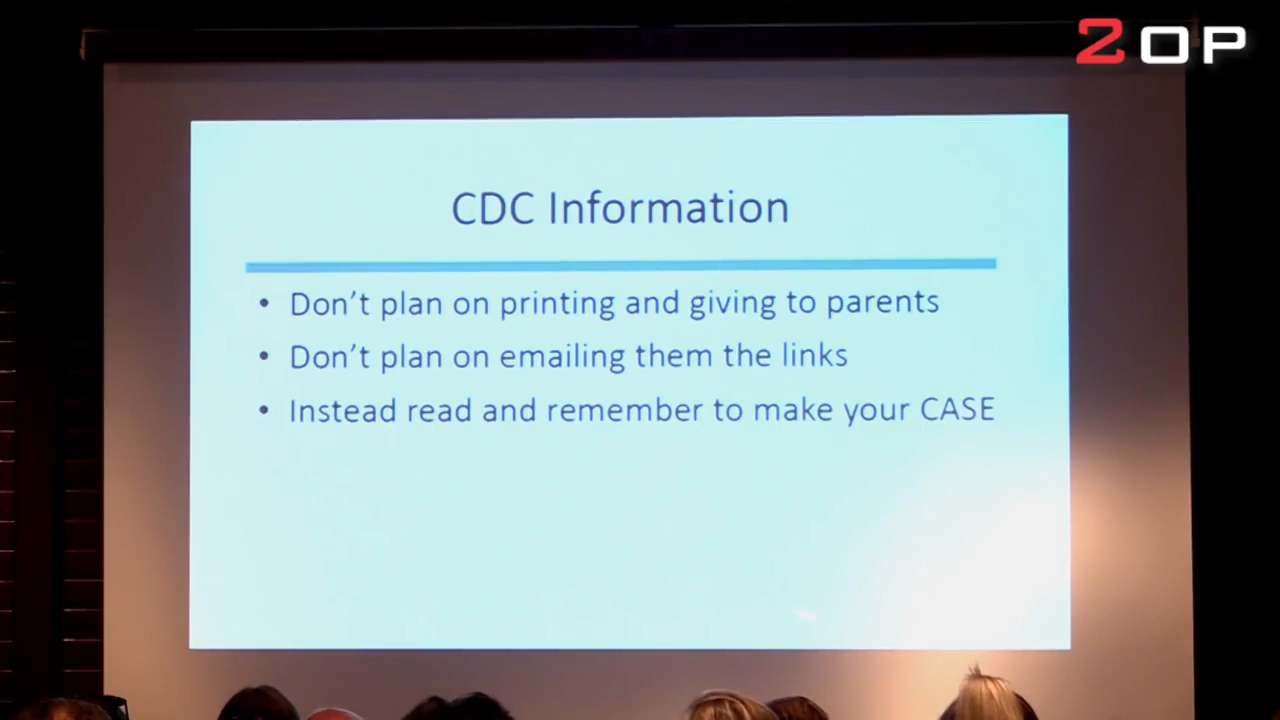 2OP
CDC Information
• Don't plan on printing and giving to parents
• Don't plan on emailing them the links
• Instead read and remember to make your CASE